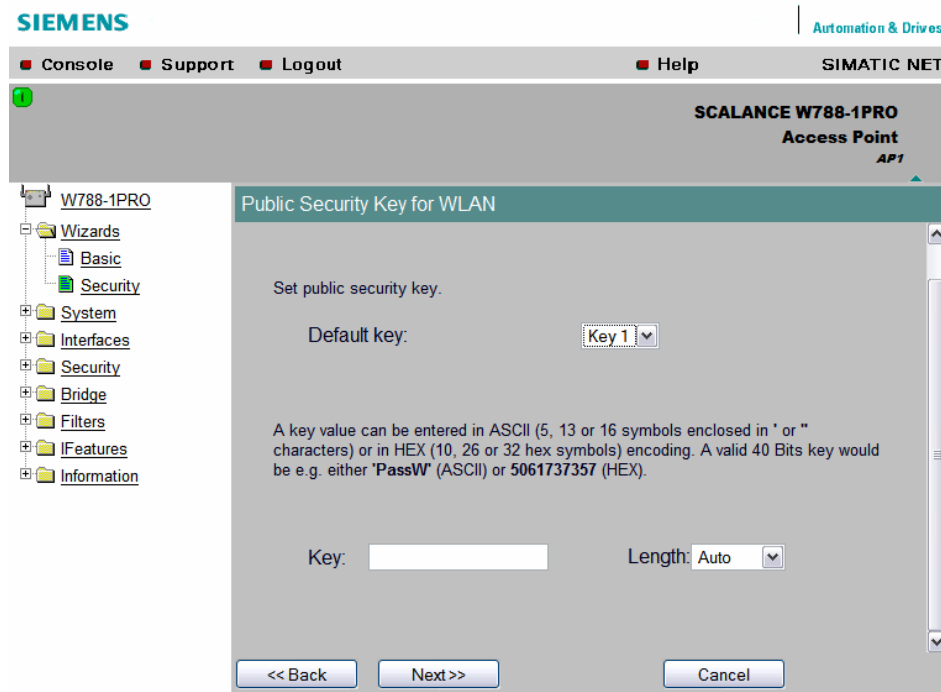 SIEMENS
Automation & Drives
Console Support Logout Help SIMATIC NET
SCALANCE W788-1PRO
Access Point
AP1
W788-1PRO
Wizards
Basic
Security
System
Interfaces
Security
Bridge
Filters
IFeatures
Information
Public Security Key for WLAN
Set public security key.
Default key: Key 1
A key value can be entered in ASCII (5, 13 or 16 symbols enclosed in ' or "
characters) or in HEX (10, 26 or 32 hex symbols) encoding. A valid 40 Bits key would
be e.g. either 'PassW' (ASCII) or 5061737357 (HEX).
Key: Length: Auto
<< Back Next>> Cancel